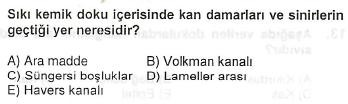 Sıkı kemik doku içerisinde kan damarları ve sinirlerin
geçtiği yer neresidir?
A) Ara madde B) Volkman kanalı
C) Süngersi boşluklar D) Lameller arası
E) Havers kanalı